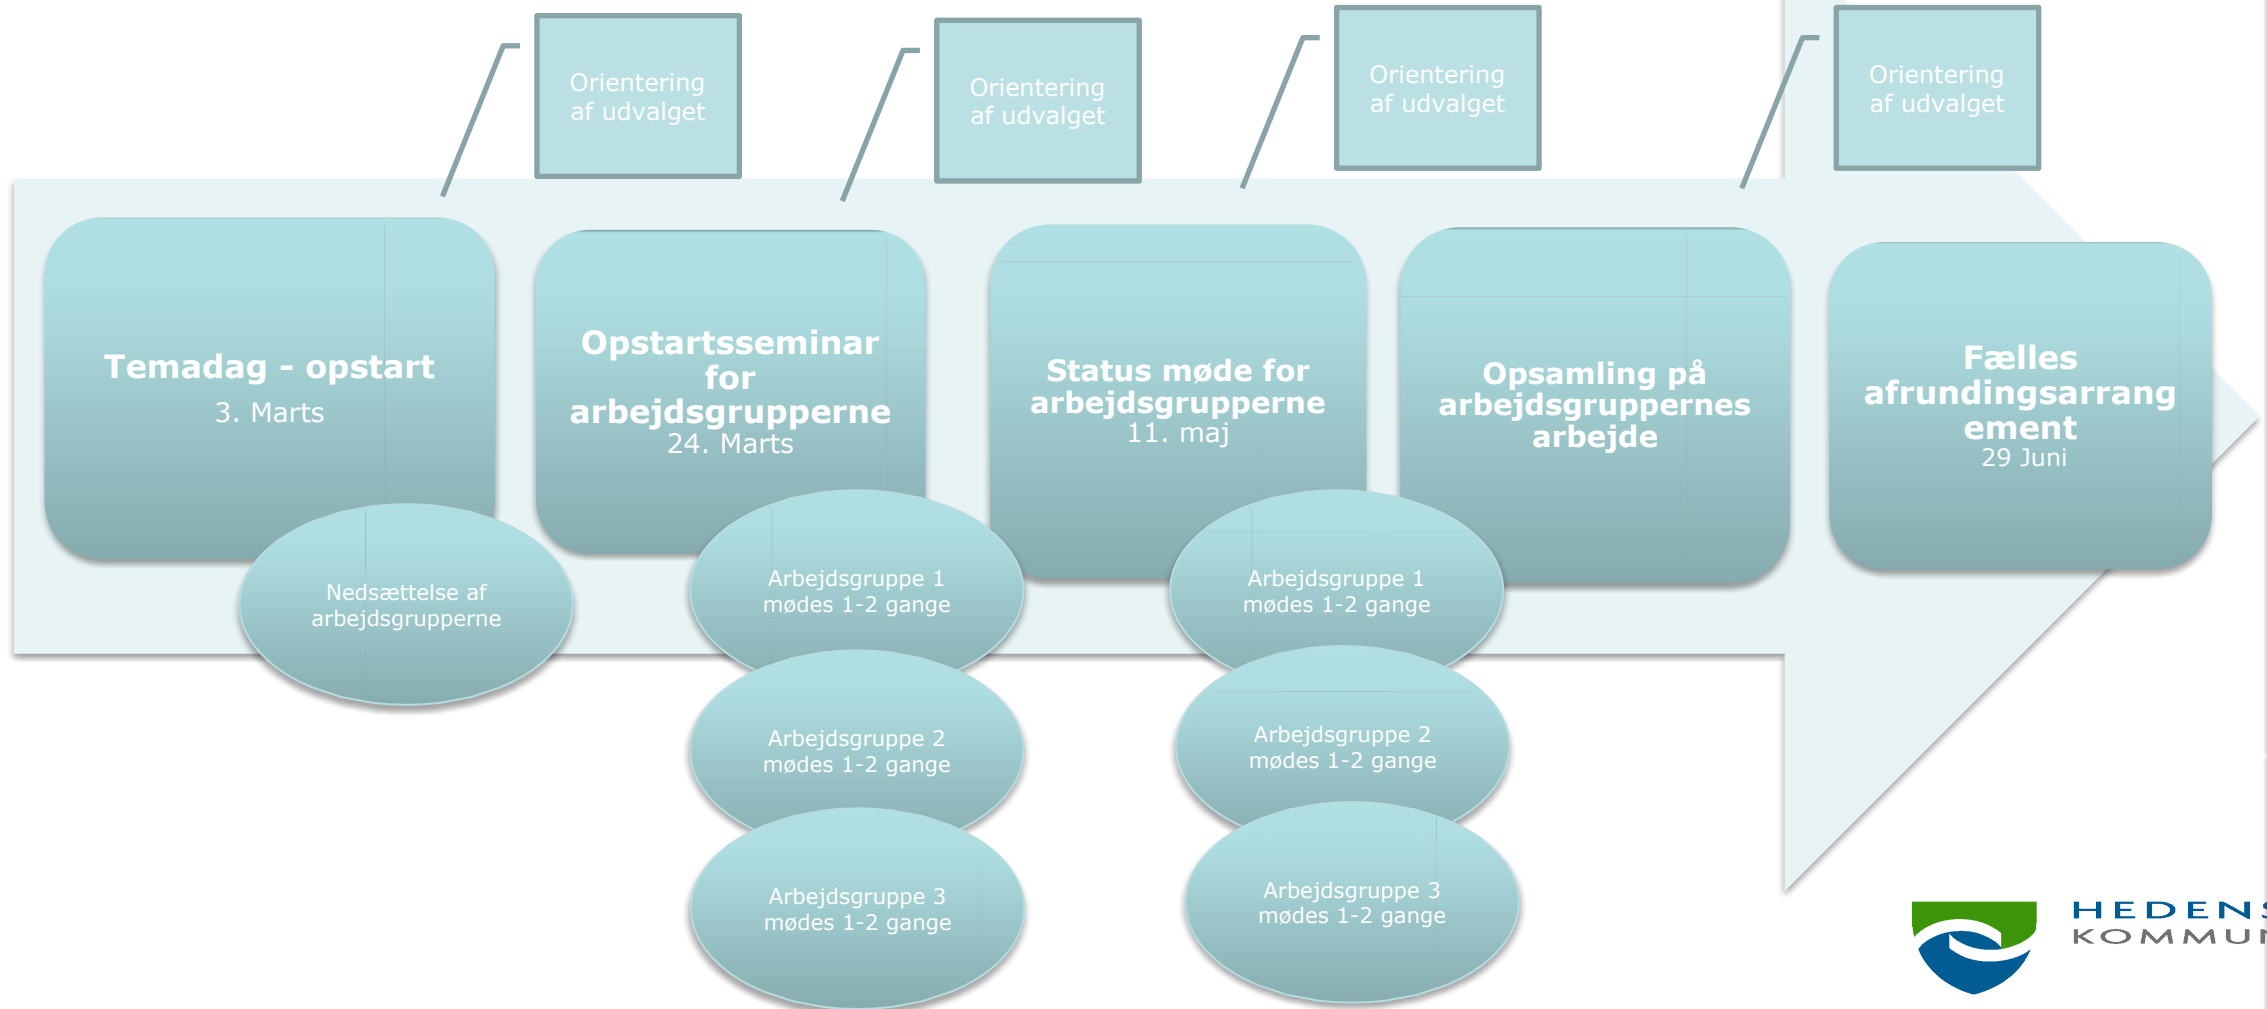 Orientering
af udvalget
Orientering
af udvalget
Orientering
af udvalget
Orientering
af udvalget
Temadag – opstart
3. Marts
Opstartsseminar
for
arbejdsgrupperne
24. Marts
Status møde for
arbejdsgrupperne
11. maj
Opsamling på
arbejdsgruppernes
arbejde
Fælles
afrundingsarrang
ement
29 Juni
Nedsættelse af
arbejdsgrupperne
Arbejdsgruppe 1
mødes 1-2 gange
Arbejdsgruppe 2
mødes 1-2 gange
Arbejdsgruppe 3
mødes 1-2 gange
Arbejdsgruppe 1
mødes 1-2 gange
Arbejdsgruppe 2
mødes 1-2 gange
Arbejdsgruppe 3
mødes 1-2 gange
HEDENS
KOMMUN